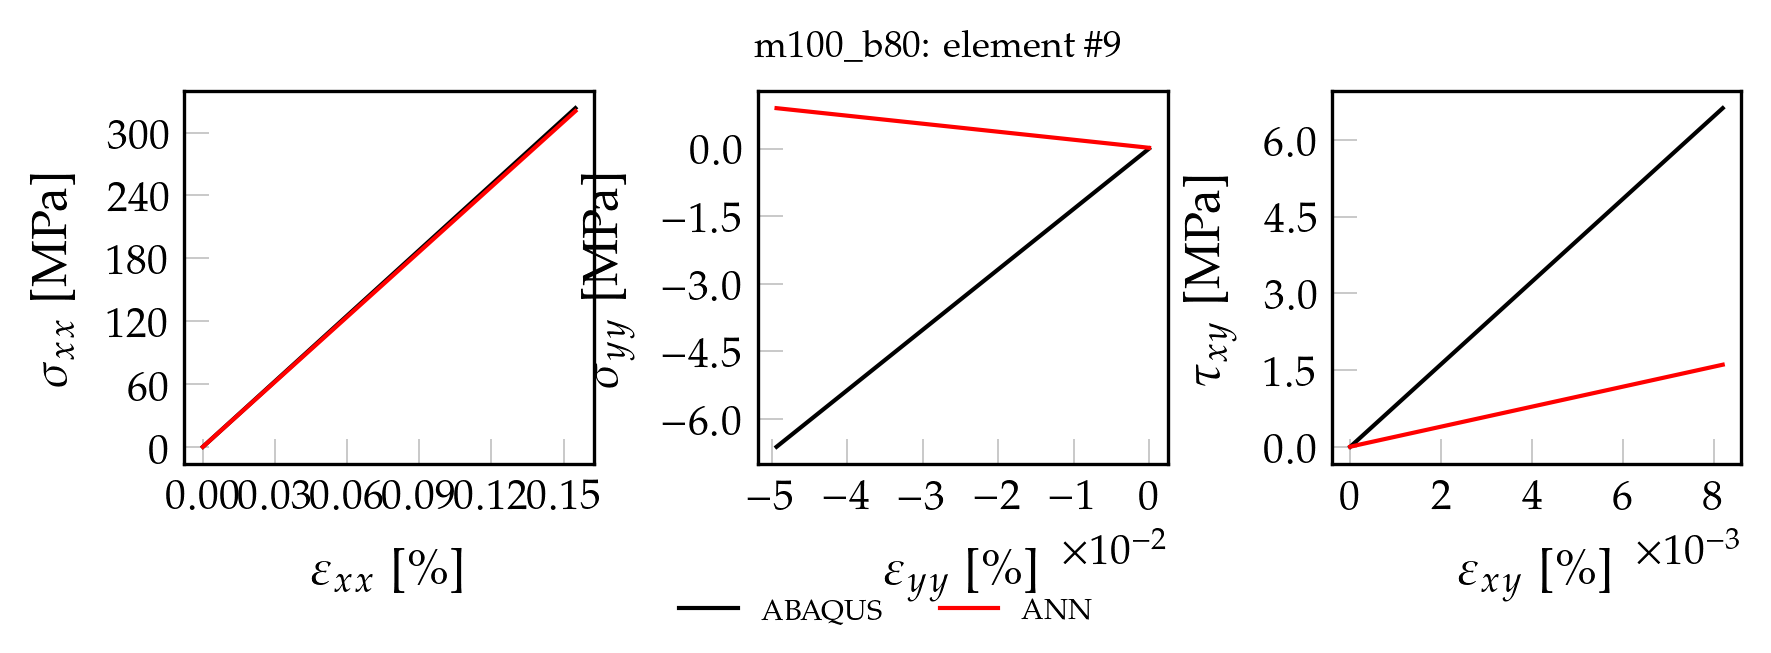 m100_b80: element #9
σxx [MPa]
300
240
180
120
60
0
0.00 0.03 0.06 0.09 0.12 0.15
εxx [%]
σyy [MPa]
0.0
−1.5
−3.0
−4.5
−6.0
−5 −4 −3 −2 −1 0
×10−2
εyy [%]
τxy [MPa]
6.0
4.5
3.0
1.5
0.0
0 2 4 6 8
×10−3
εxy [%]
ABAQUS ANN